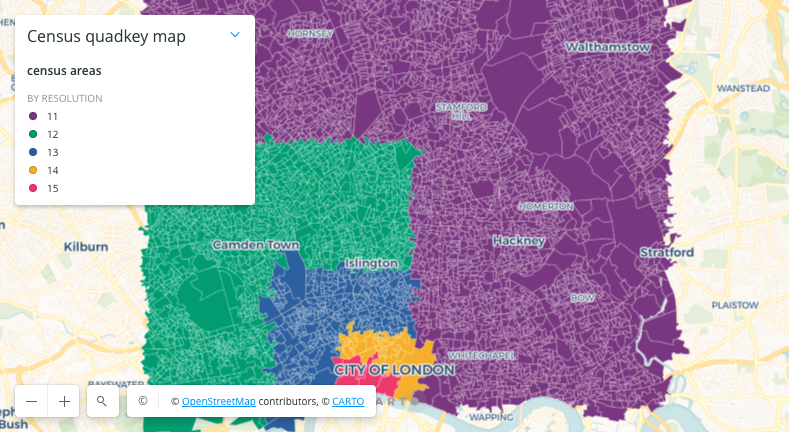 Census quadkey map
census areas
BY RESOLUTION
11
12
13
14
15
HORNSEY
Walthamstow
WANSTEAD
STAMFORD
HILL
HOMERTON
Kilburn
Camden Town
Hackney
Islington
Stratford
BOW
PLAISTOW
WHITECHAPEL
CITY OF LONDON
BAYSWATER
© © OpenStreetMap contributors, © CARTO
WAPPING
Bush